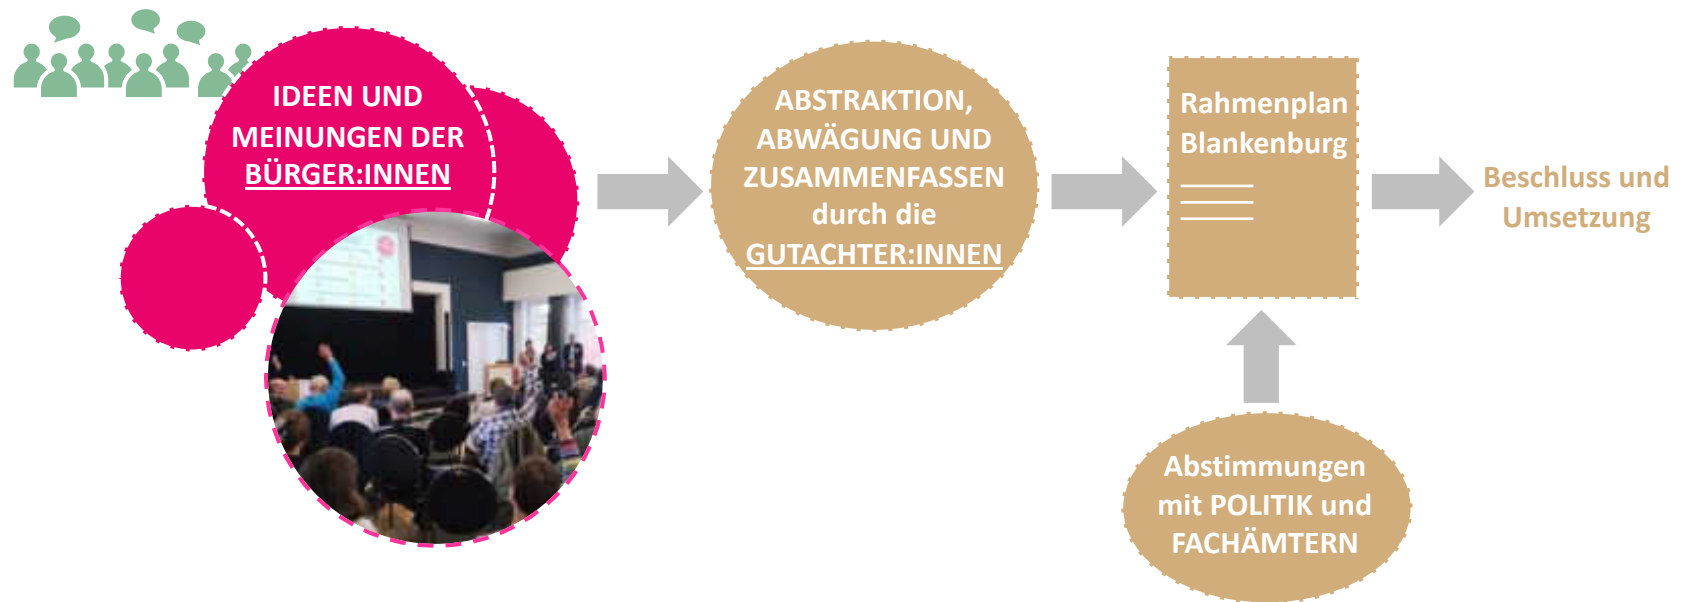 IDEEN UND
MEINUNGEN DER
BÜRGER:INNEN
ABSTRAKTION,
ABWÄGUNG UND
ZUSAMMENFASSEN
durch die
GUTACHTER:INNEN
Rahmenplan
Blankenburg
Beschluss und
Umsetzung
Abstimmungen
mit POLITIK und
FACHÄMTERN